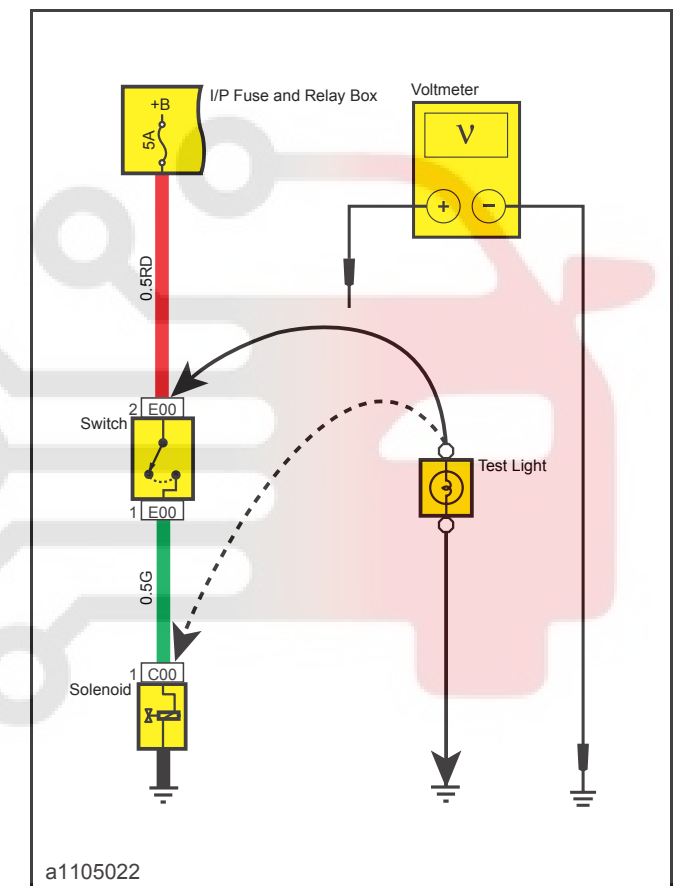 I/P Fuse and Relay Box
+B
5A
Voltmeter
V
+ −
0.5RD
2 E00
Switch
Test Light
1 E00
0.5G
1 C00
Solenoid
a1105022